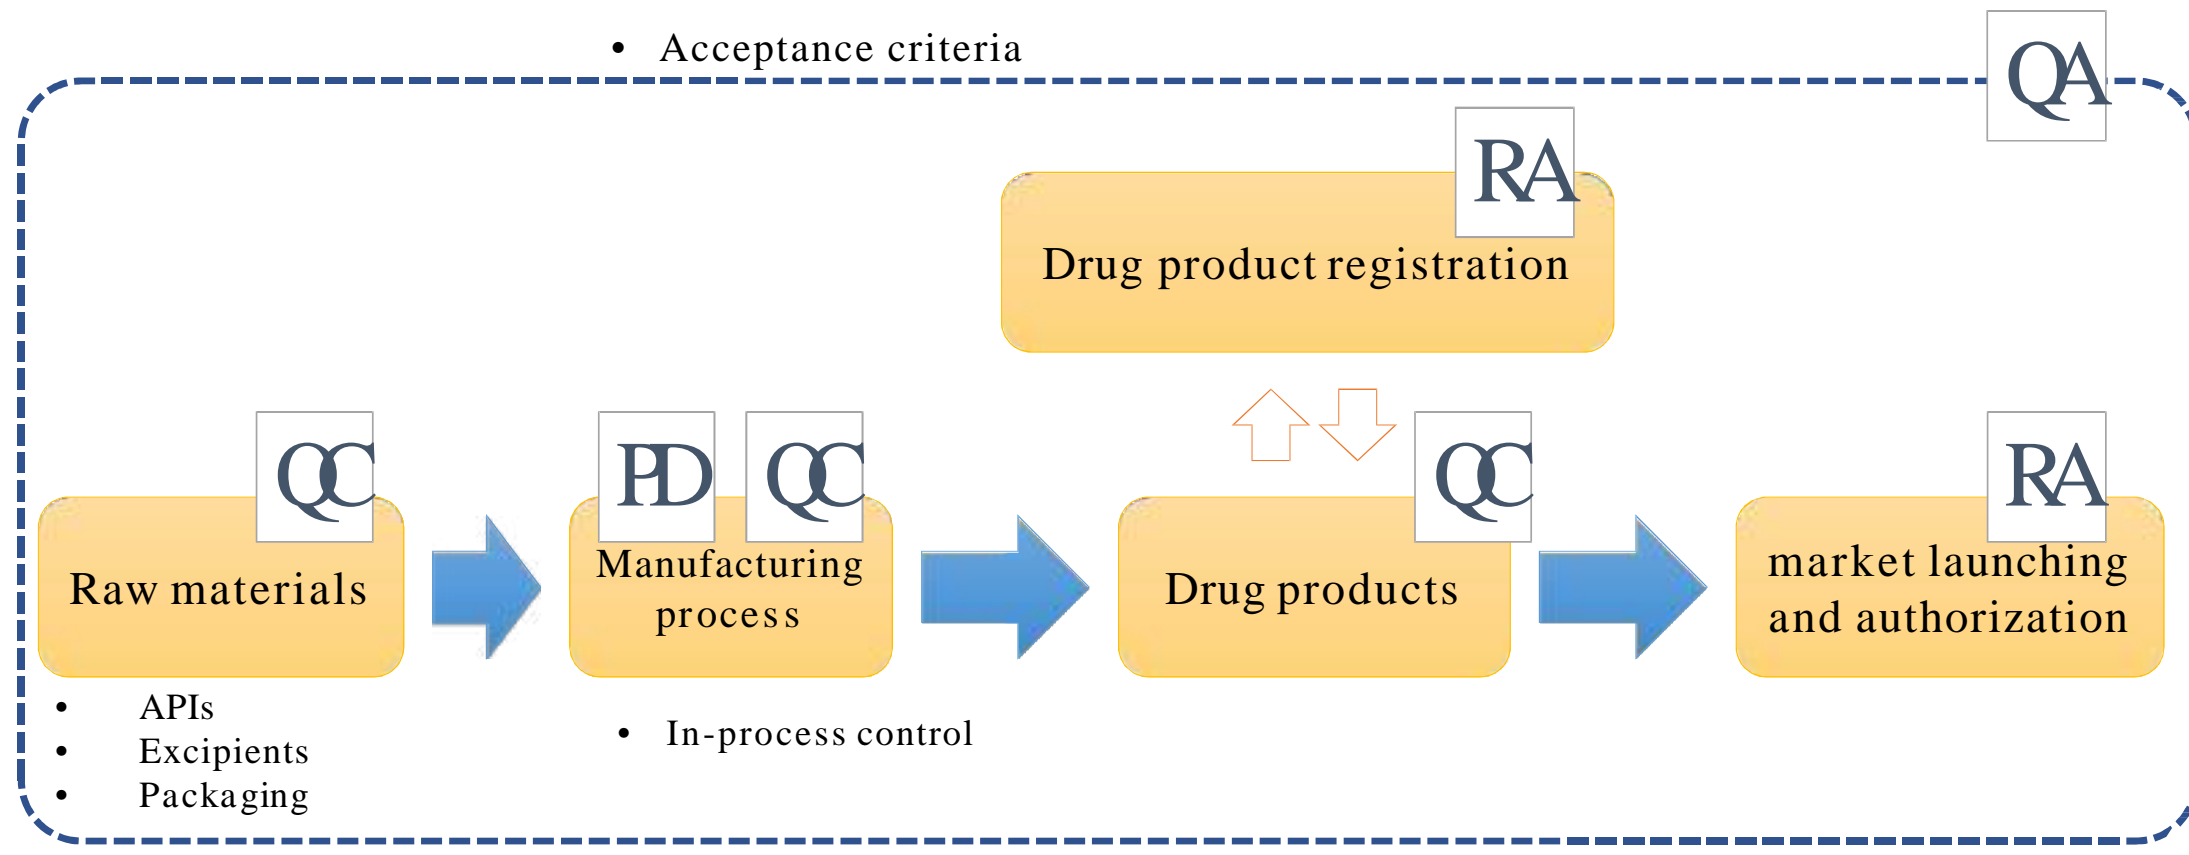 • Acceptance criteria
QA
RA
Drug product registration
QC
PD
QC
QC
RA
Raw materials
Manufacturing
process
Drug products
market launching
and authorization
• APIs
• Excipients
• Packaging
• In-process control